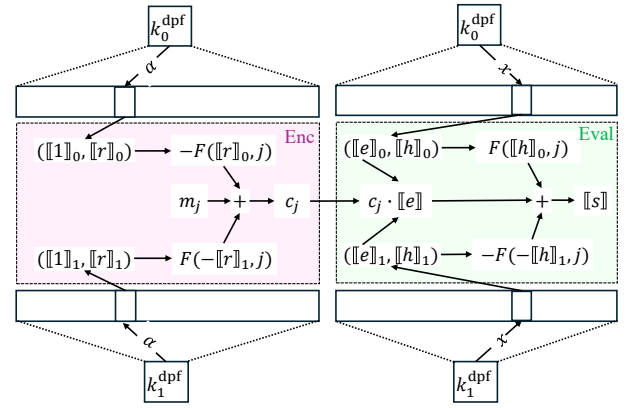 k_0^dpf k_0^dpf
α x
Enc Eval
(⟦1⟧_0, ⟦r⟧_0) −F(⟦r⟧_0, j) (⟦e⟧_0, ⟦h⟧_0) F(⟦h⟧_0, j)
m_j + c_j c_j · ⟦e⟧ + ⟦s⟧
(⟦1⟧_1, ⟦r⟧_1) F(−⟦r⟧_1, j) (⟦e⟧_1, ⟦h⟧_1) −F(−⟦h⟧_1, j)
α x
k_1^dpf k_1^dpf